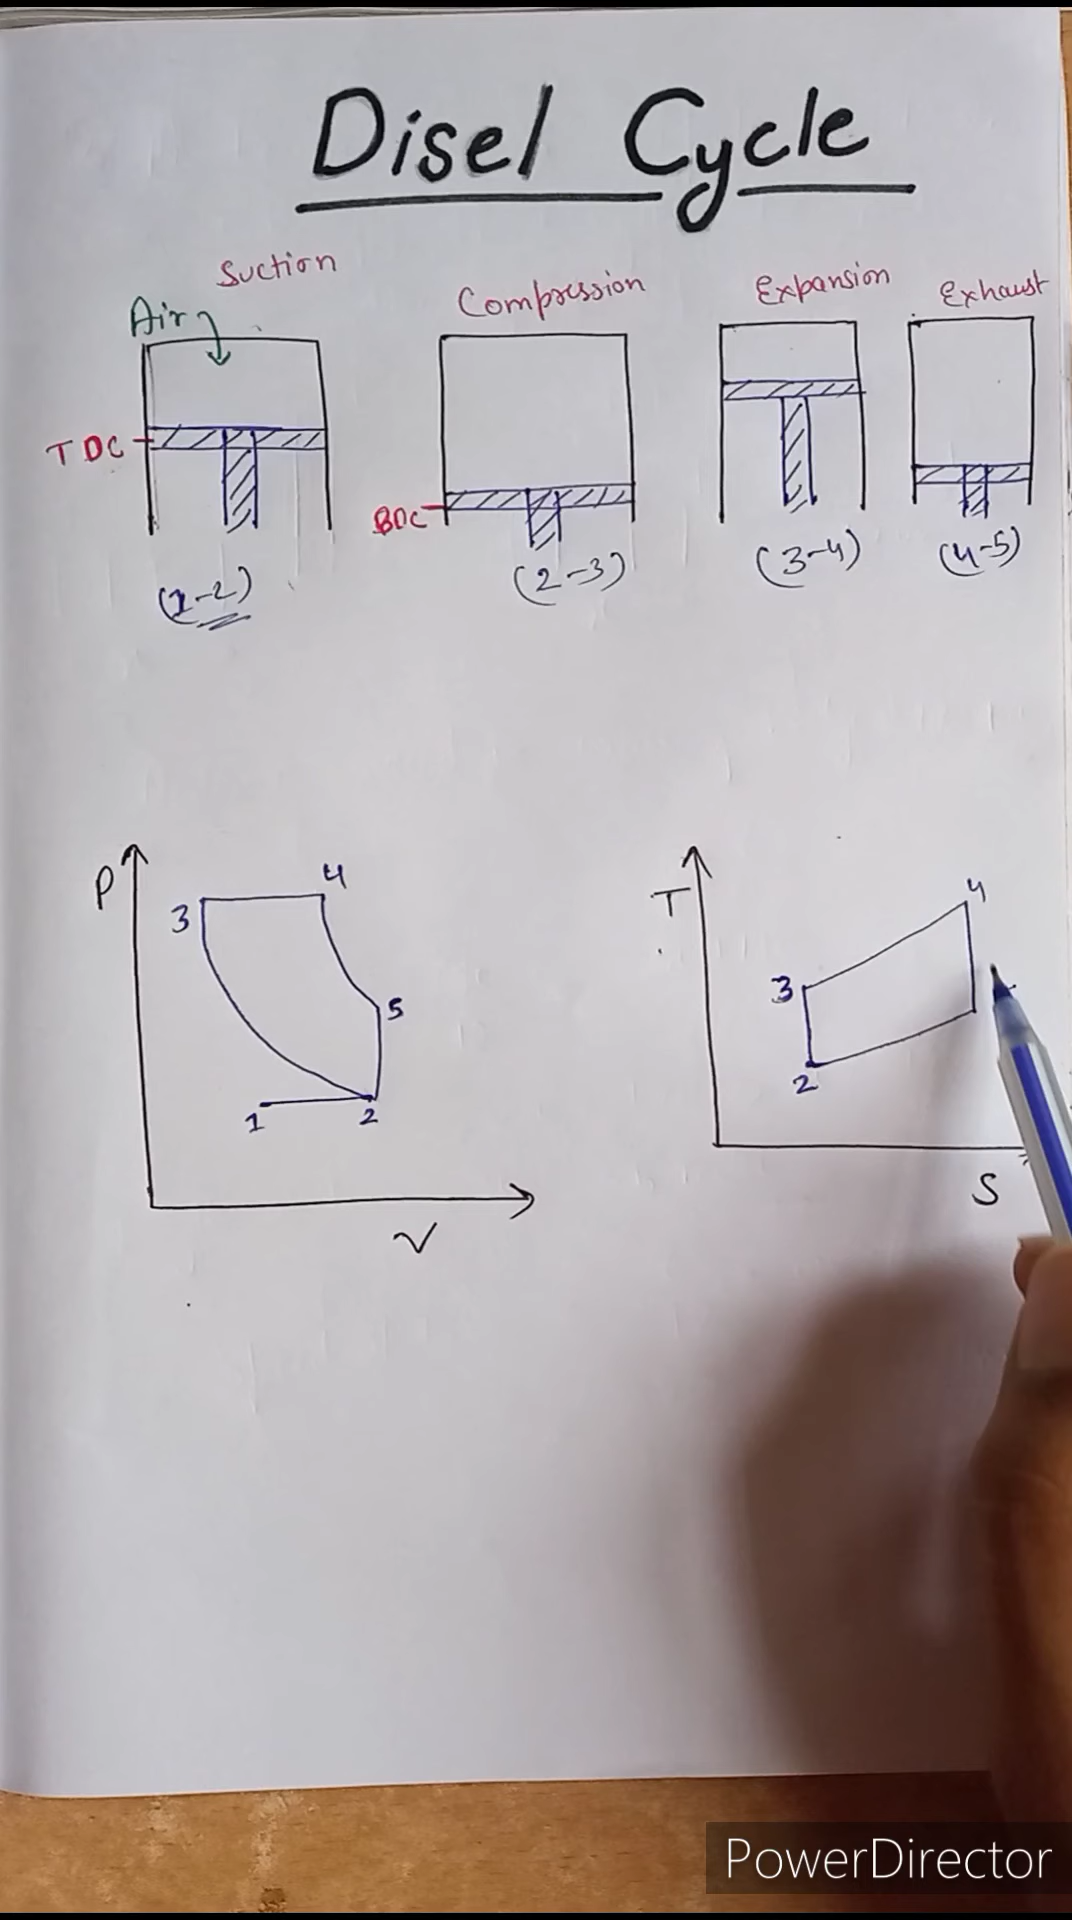 Disel Cycle
Suction
Compression
Expansion
Exhaust
Air
TDC
BDC
(1-2)
(2-3)
(3-4)
(4-5)
P
3
4
5
1
2
V
T
4
3
2
S
PowerDirector